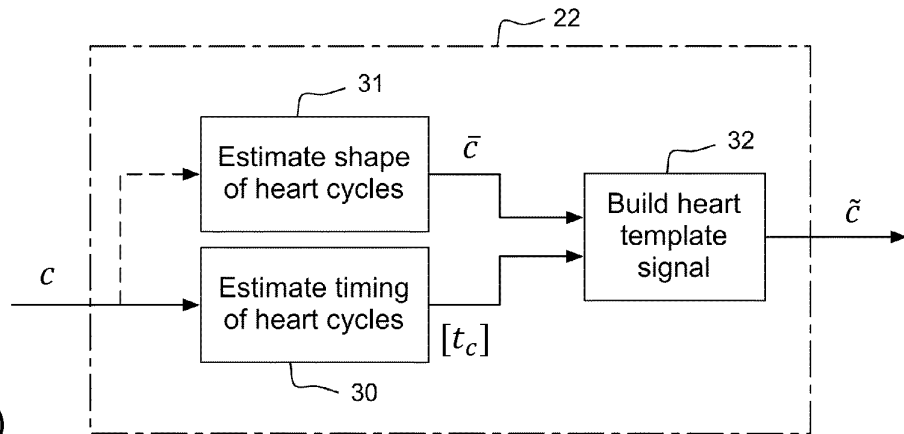 22
31
Estimate shape
of heart cycles
c̄
32
Build heart
template
signal
c̃
c
Estimate timing
of heart cycles
[t_c]
30
)